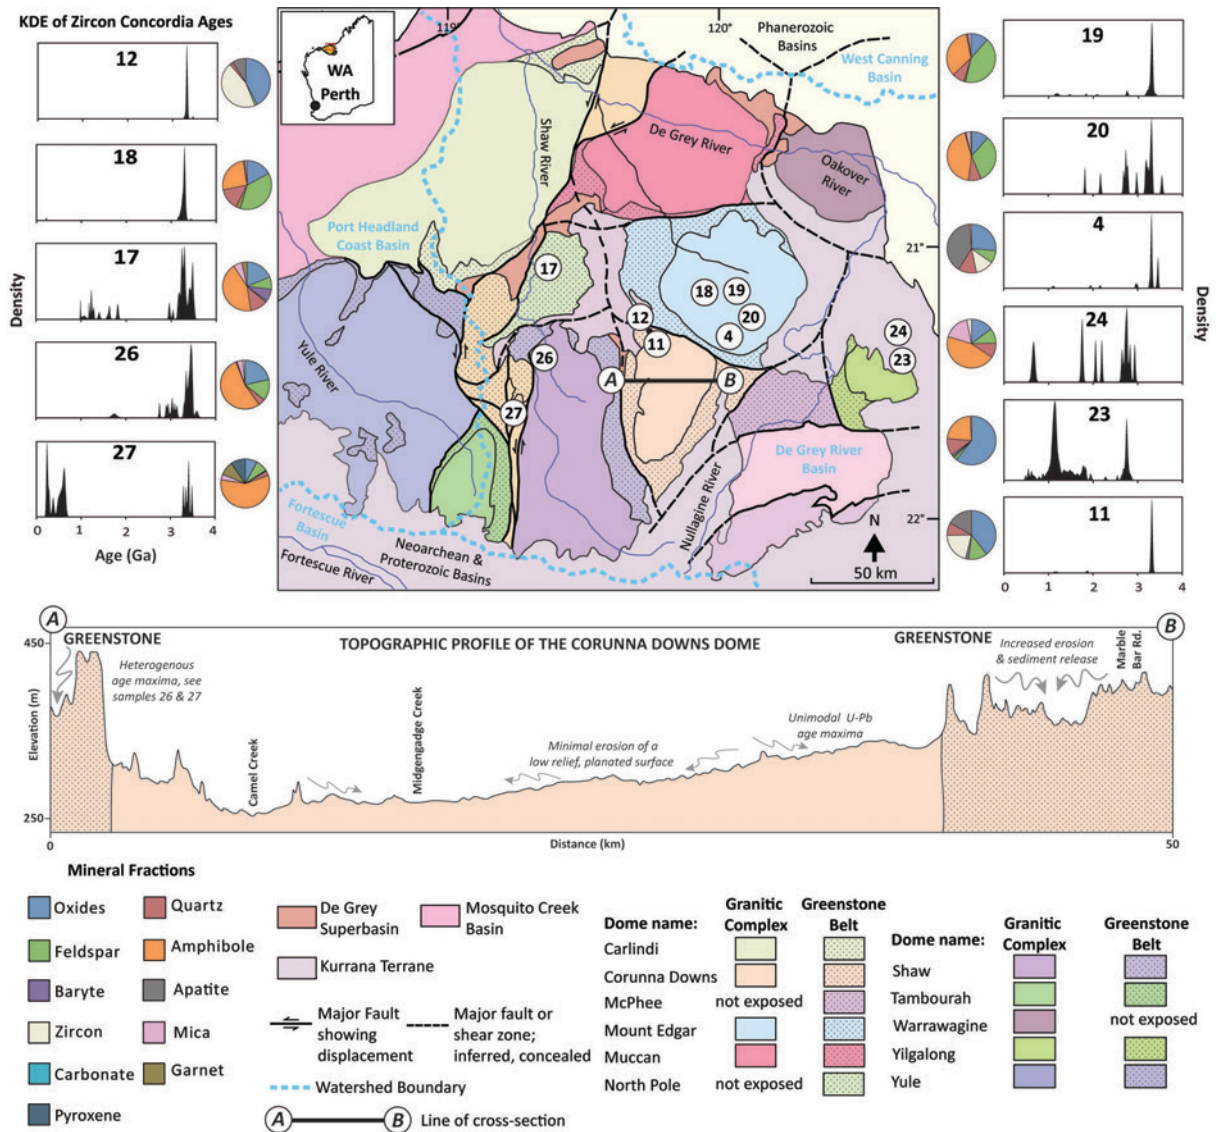 KDE of Zircon Concordia Ages
12
18
17
26
27
Density
0 1 2 3 4
Age (Ga)
WA
Perth
119°
120°
21°
22°
Phanerozoic
Basins
West Canning
Basin
Shaw River
De Grey River
Oakover
River
Port Headland
Coast Basin
Yule River
17
18
19
20
4
12
11
24
23
26
27
A
B
De Grey River
Basin
Nullagine River
Fortescue
Basin
Fortescue River
Neoarchean &
Proterozoic Basins
N
50 km
19
20
4
24
23
11
Density
0 1 2 3 4
A
B
450
250
Elevation (m)
GREENSTONE
TOPOGRAPHIC PROFILE OF THE CORUNNA DOWNS DOME
GREENSTONE
Heterogenous
age maxima, see
samples 26 & 27
Camel Creek
Midgengadge Creek
Minimal erosion of a
low relief, planated surface
Unimodal U-Pb
age maxima
Increased erosion
& sediment release
Marble
Bar Rd.
0
Distance (km)
50
Mineral Fractions
Oxides
Quartz
Feldspar
Amphibole
Baryte
Apatite
Zircon
Mica
Carbonate
Garnet
Pyroxene
De Grey
Superbasin
Mosquito Creek
Basin
Kurrana Terrane
Major Fault
showing
displacement
Major fault or
shear zone;
inferred, concealed
Watershed Boundary
A B Line of cross-section
Dome name:
Granitic
Complex
Greenstone
Belt
Carlindi
Corunna Downs
McPhee not exposed
Mount Edgar
Muccan
North Pole not exposed
Dome name:
Granitic
Complex
Greenstone
Belt
Shaw
Tambourah
Warrawagine not exposed
Yilgalong
Yule